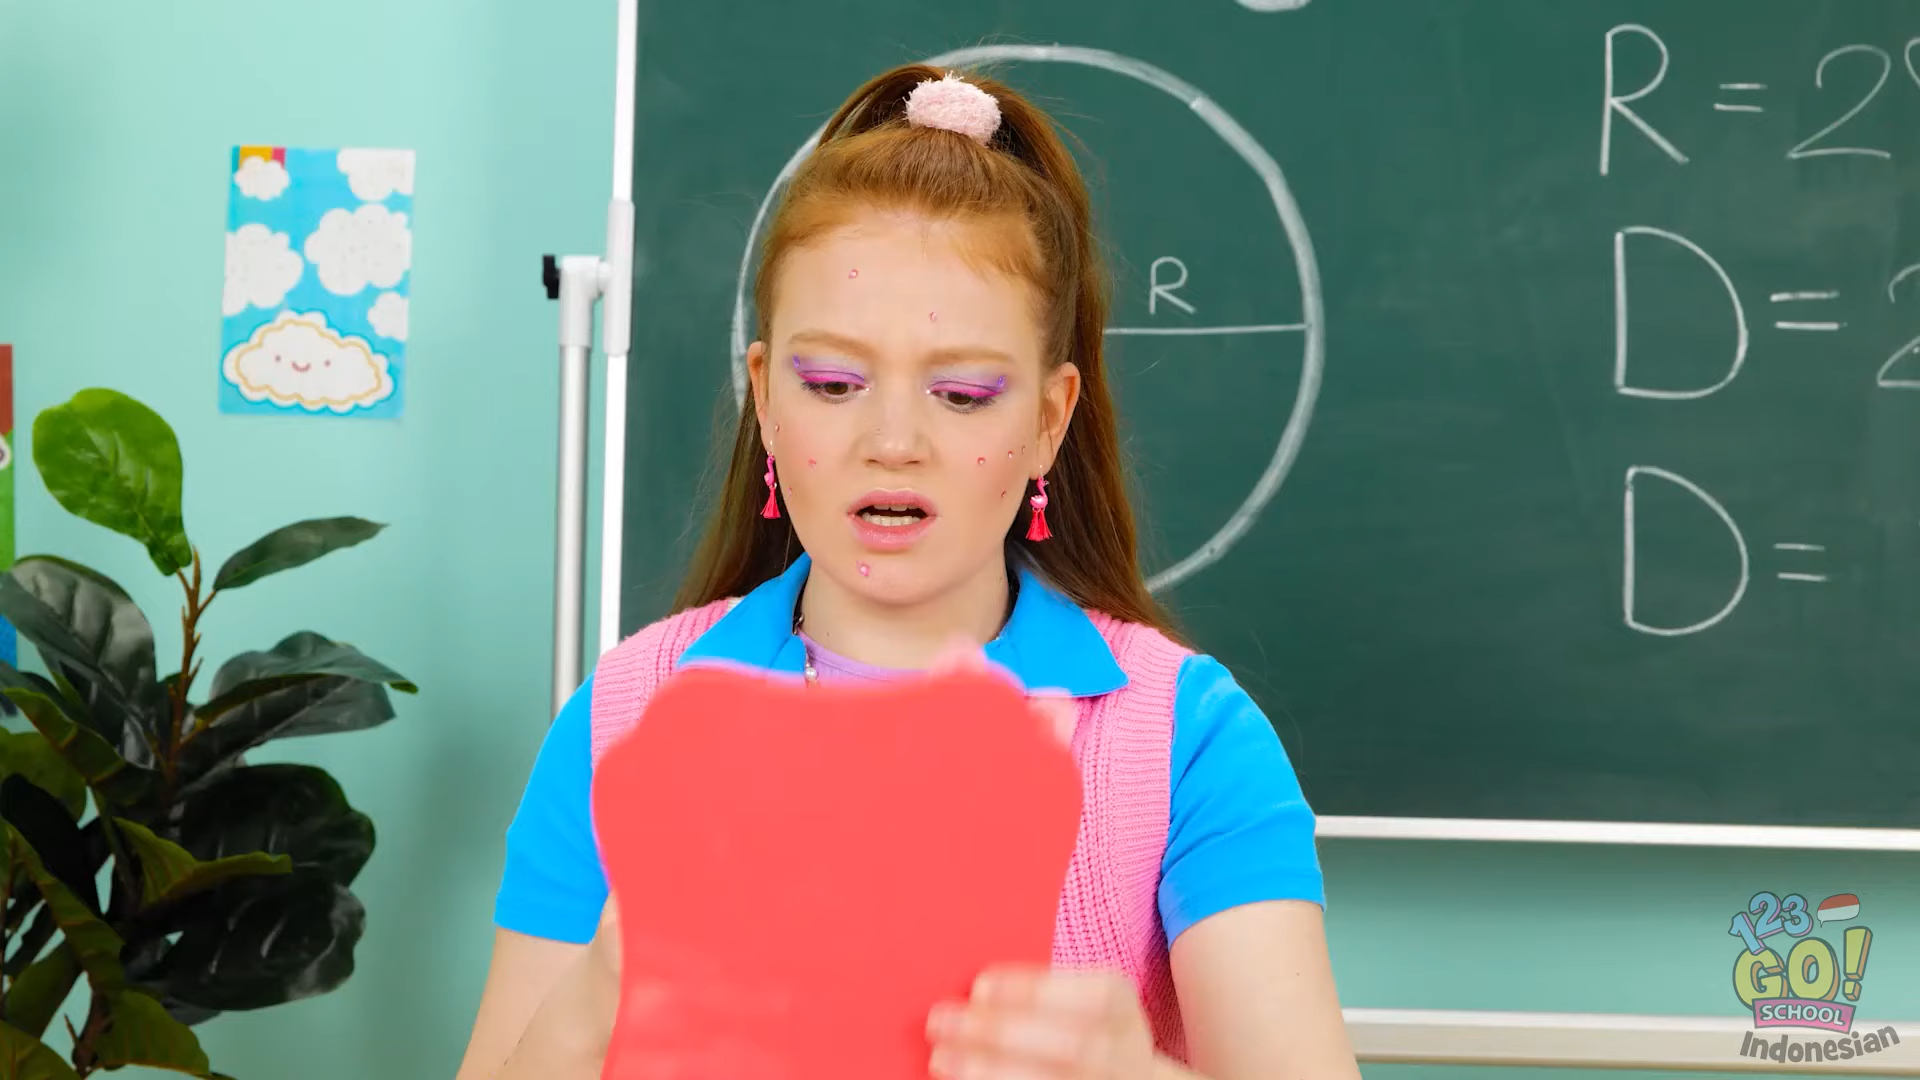 R = 2
R
D = 2
D =
123
GO!
SCHOOL
Indonesian